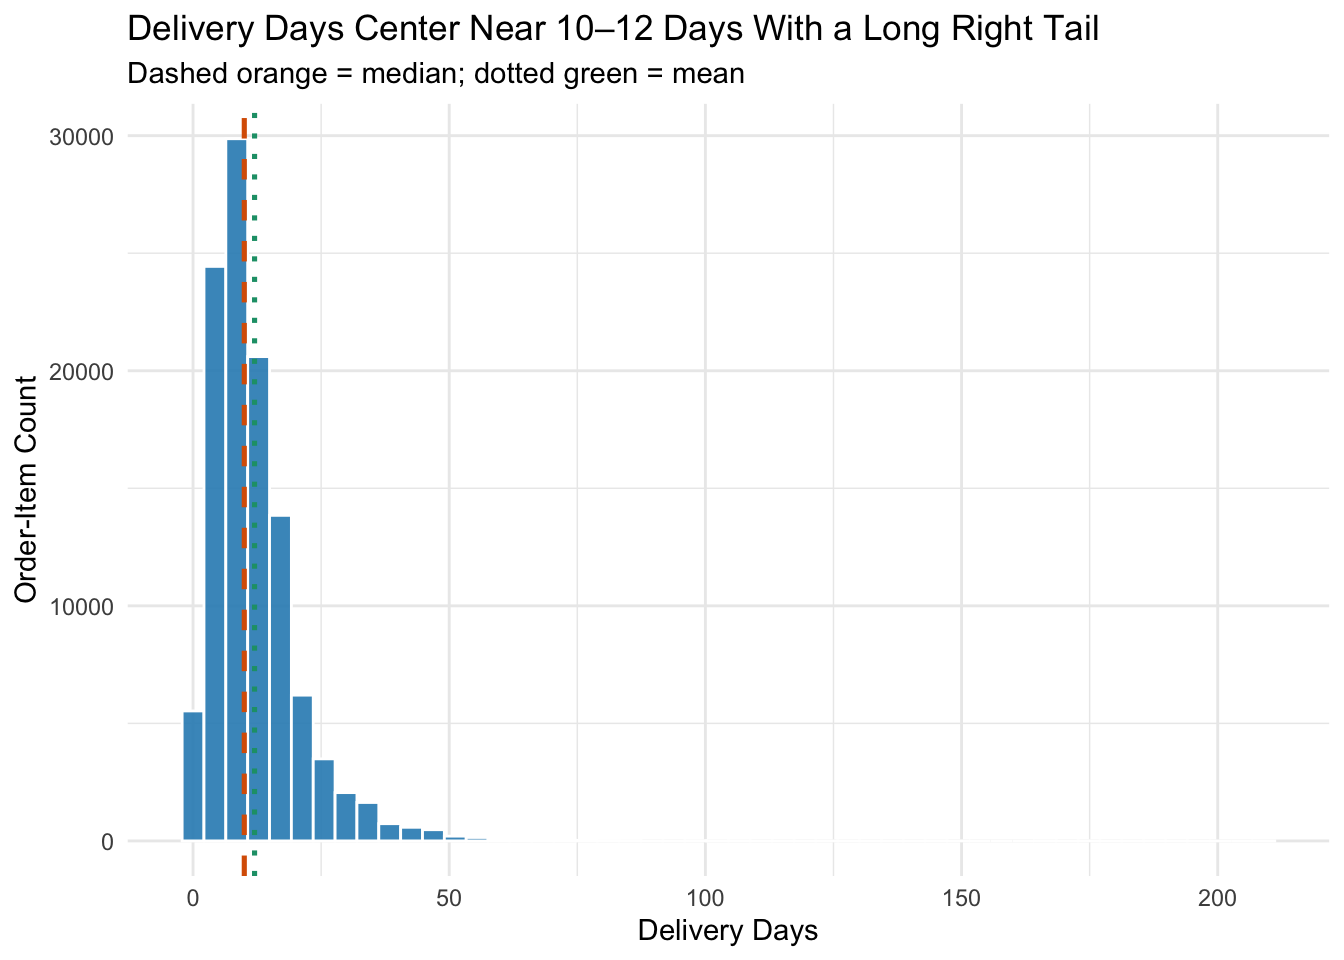 Delivery Days Center Near 10–12 Days With a Long Right Tail
Dashed orange = median; dotted green = mean
30000
20000
10000
0
Order-Item Count
0 50 100 150 200
Delivery Days